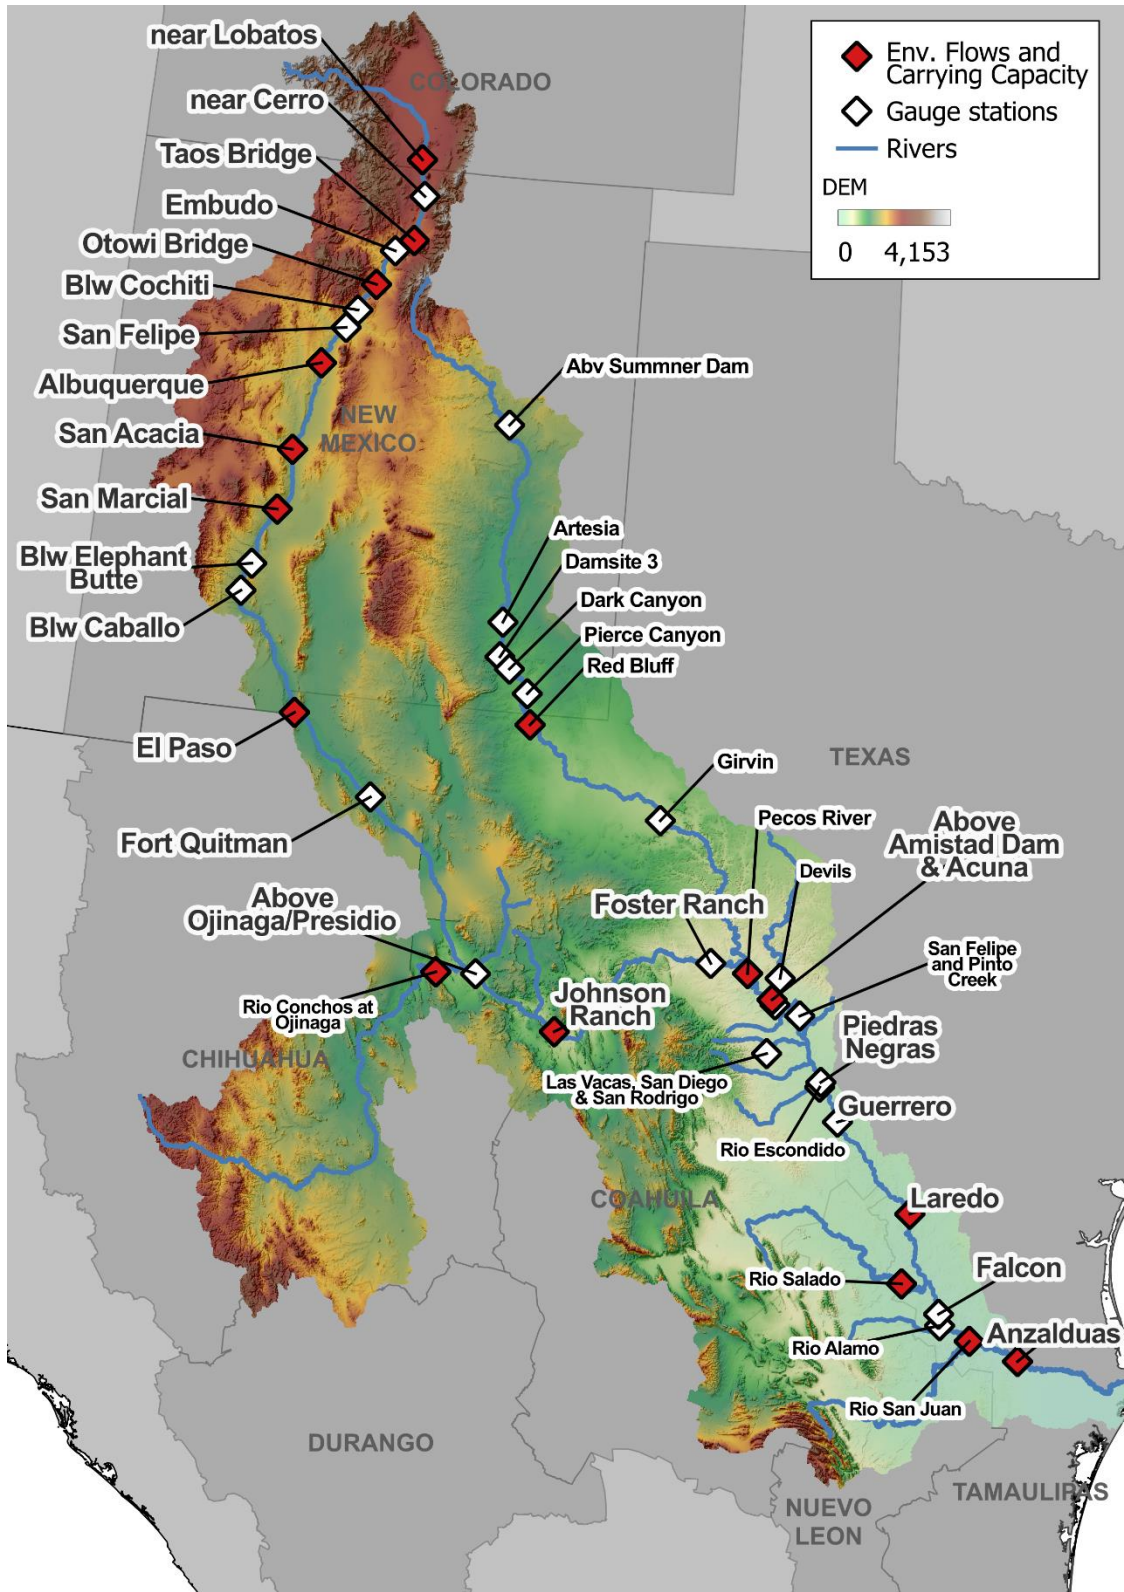 near Lobatos
COLORADO
near Cerro
Taos Bridge
Embudo
Otowi Bridge
Blw Cochiti
San Felipe
Albuquerque
San Acacia
San Marcial
Blw Elephant
Butte
Blw Caballo
El Paso
Fort Quitman
Above
Ojinaga/Presidio
Rio Conchos at
Ojinaga
CHIHUAHUA
NEW
MEXICO
Env. Flows and
Carrying Capacity
Gauge stations
Rivers
DEM
0 4,153
Abv Summner Dam
Artesia
Damsite 3
Dark Canyon
Pierce Canyon
Red Bluff
TEXAS
Girvin
Pecos River
Above
Amistad Dam
& Acuna
Devils
Foster Ranch
San Felipe
and Pinto
Creek
Johnson
Ranch
Piedras
Negras
Las Vacas, San Diego
& San Rodrigo
Guerrero
Rio Escondido
COAHUILA
Laredo
Rio Salado
Falcon
Rio Alamo
Anzalduas
Rio San Juan
DURANGO
NUEVO
LEON
TAMAULIPAS